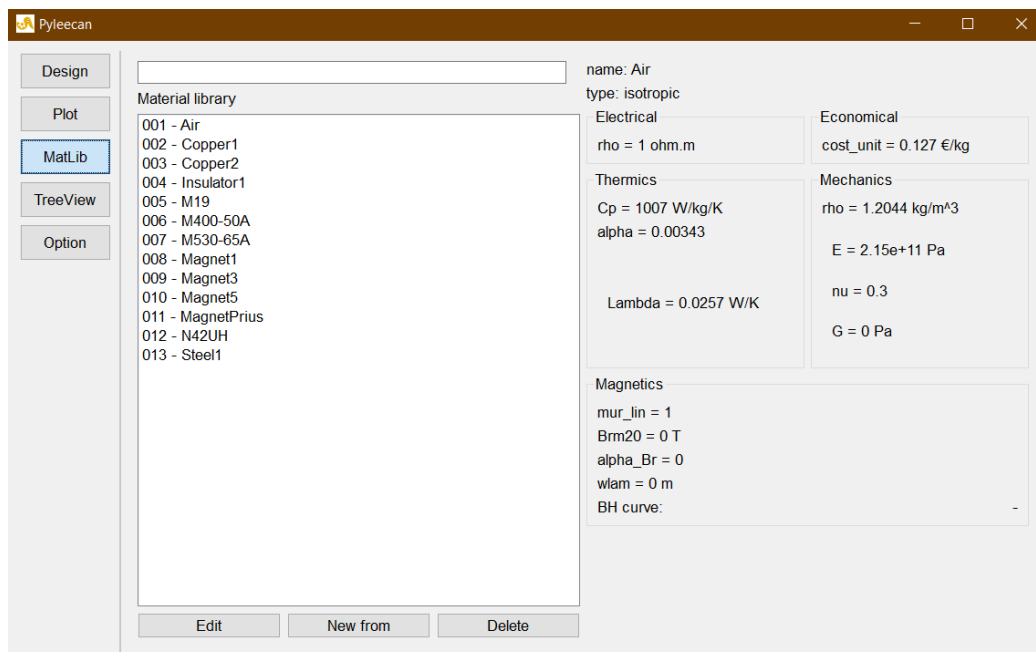 Pyleecan
Design
Plot
MatLib
TreeView
Option
Material library
001 - Air
002 - Copper1
003 - Copper2
004 - Insulator1
005 - M19
006 - M400-50A
007 - M530-65A
008 - Magnet1
009 - Magnet3
010 - Magnet5
011 - MagnetPrius
012 - N42UH
013 - Steel1
Edit
New from
Delete
name: Air
type: isotropic
Electrical
rho = 1 ohm.m
Economical
cost_unit = 0.127 €/kg
Thermics
Cp = 1007 W/kg/K
alpha = 0.00343
Lambda = 0.0257 W/K
Mechanics
rho = 1.2044 kg/m^3
E = 2.15e+11 Pa
nu = 0.3
G = 0 Pa
Magnetics
mur_lin = 1
Brm20 = 0 T
alpha_Br = 0
wlam = 0 m
BH curve: -